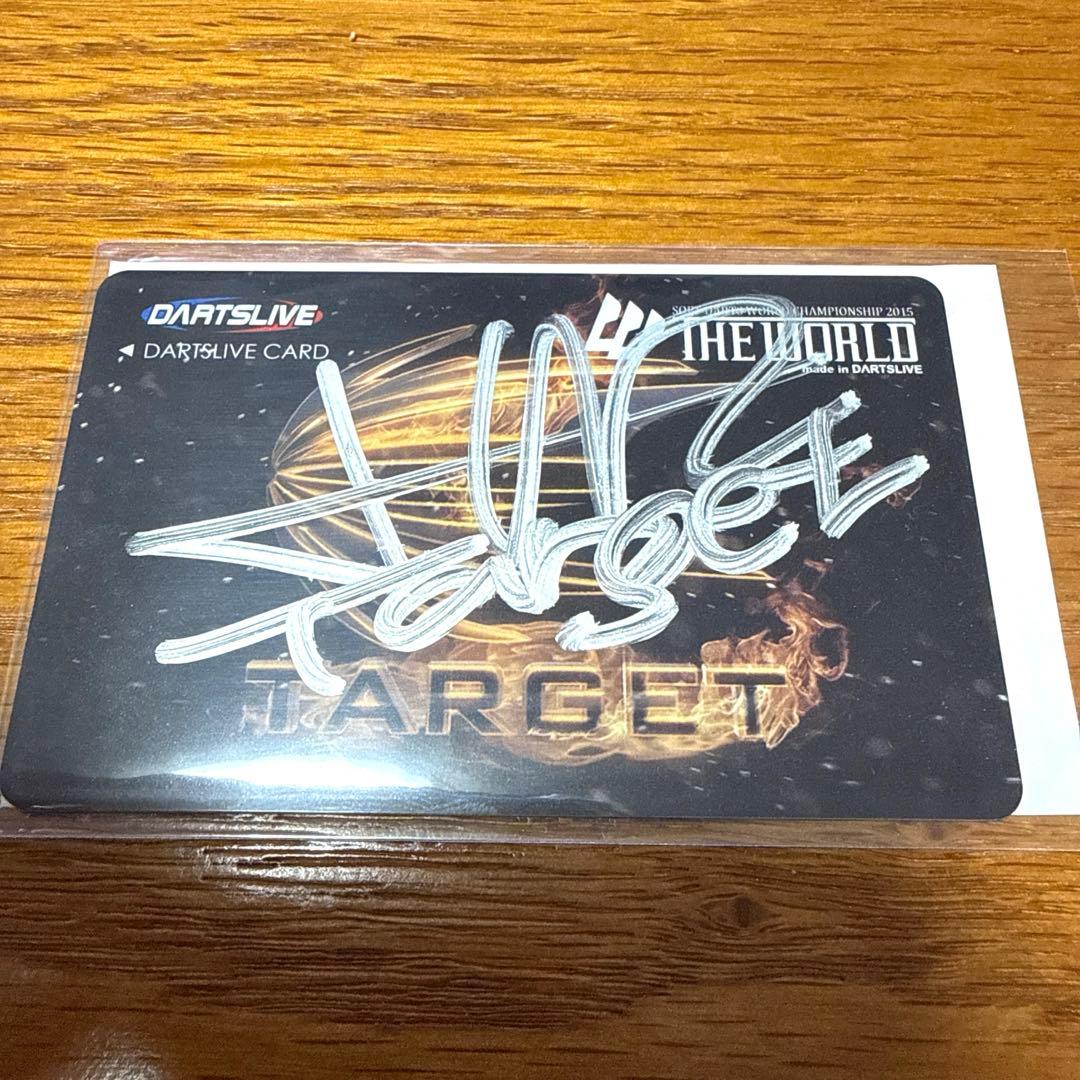 DARTSLIVE
◀ DARTSLIVE CARD
SOFT DARTS WORLD CHAMPIONSHIP 2015
THE WORLD
made in DARTSLIVE
Target
TARGET